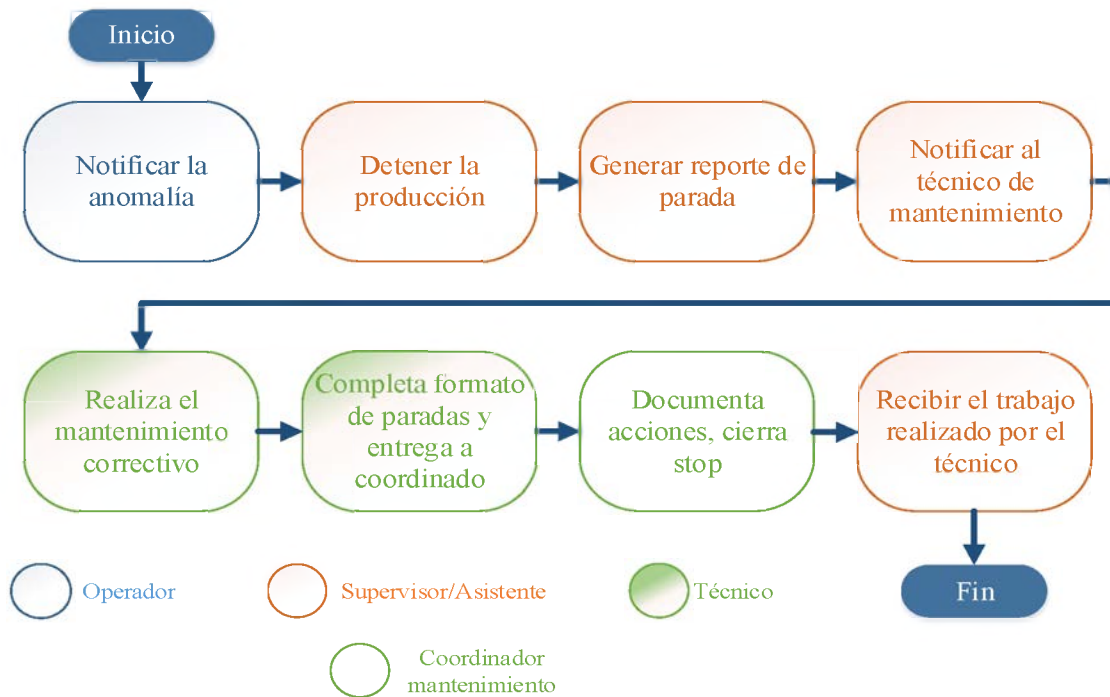 Inicio
Notificar la
anomalía
Detener la
producción
Generar reporte de
parada
Notificar al
técnico de
mantenimiento
Realiza el
mantenimiento
correctivo
Completa formato
de paradas y
entrega a
coordinado
Documenta
acciones, cierra
stop
Recibir el trabajo
realizado por el
técnico
Operador
Supervisor/Asistente
Técnico
Fin
Coordinador
mantenimiento